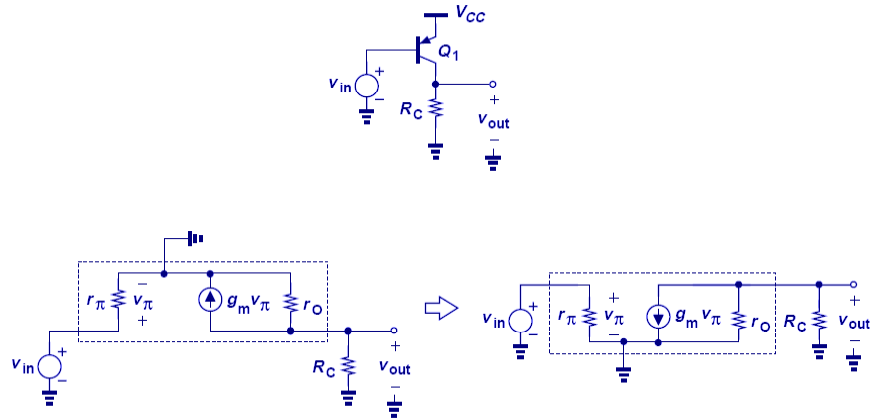 V_CC
Q_1
v_in + −
R_C
+ v_out −
r_π − v_π + g_m v_π r_O
v_in + −
R_C
+ v_out −
v_in + −
r_π + v_π − g_m v_π r_O
R_C
+ v_out −